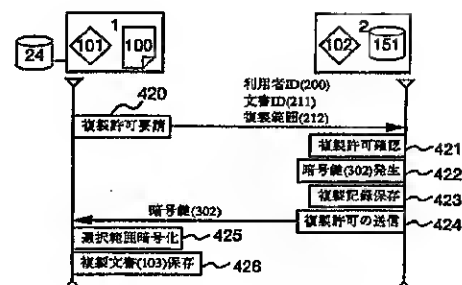 1
2
24
101
100
102
151
420
利用者ID(200)
文書ID(211)
複製範囲(212)
複製許可要請
複製許可確認
421
暗号鍵(302)発生
422
複製記録保存
423
暗号鍵(302)
複製許可の送信
424
選択範囲暗号化
425
複製文書(103)保存
426